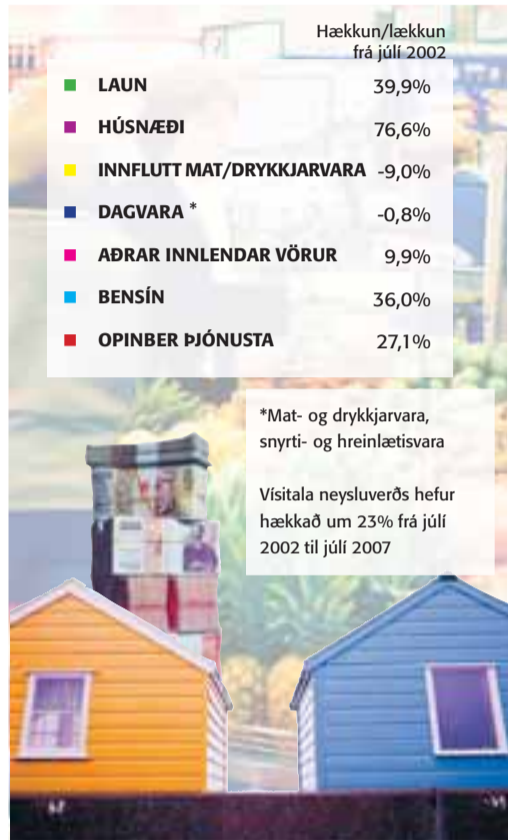 Hækkun/lækkun
frá júlí 2002
LAUN 39,9%
HÚSNÆÐI 76,6%
INNFLUTT MAT/DRYKKJARVARA -9,0%
DAGVARA * -0,8%
AÐRAR INNLENDAR VÖRUR 9,9%
BENSÍN 36,0%
OPINBER ÞJÓNUSTA 27,1%
*Mat- og drykkjarvara,
snyrti- og hreinlætisvara
Vísitala neysluverðs hefur
hækkað um 23% frá júlí
2002 til júlí 2007